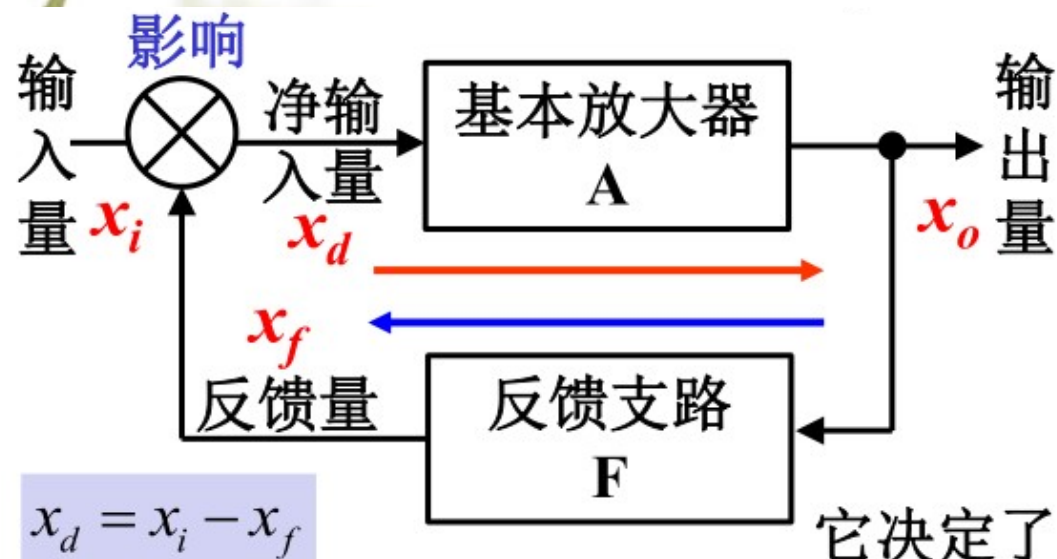 影响
输入量
x_i
净输
入量
x_d
基本放大器
A
输出量
x_o
x_f
反馈量
反馈支路
F
x_d = x_i - x_f
它决定了